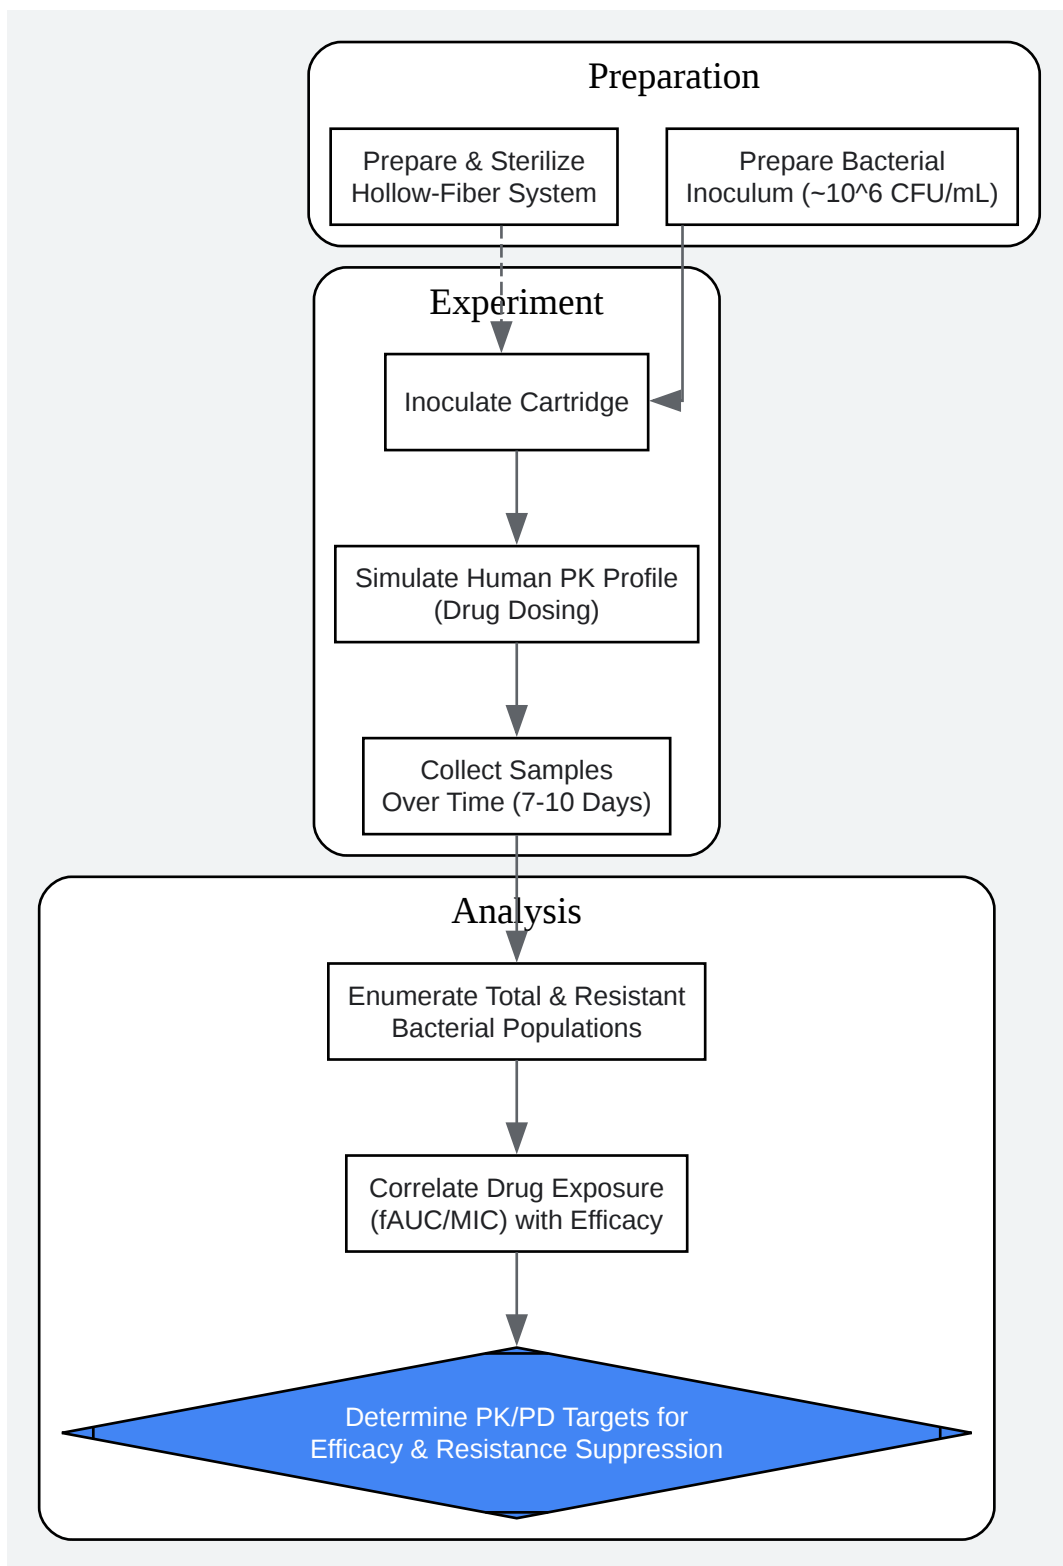 Preparation
Prepare & Sterilize
Hollow-Fiber System
Prepare Bacterial
Inoculum (~10^6 CFU/mL)
Experiment
Inoculate Cartridge
Simulate Human PK Profile
(Drug Dosing)
Collect Samples
Over Time (7-10 Days)
Analysis
Enumerate Total & Resistant
Bacterial Populations
Correlate Drug Exposure
(fAUC/MIC) with Efficacy
Determine PK/PD Targets for
Efficacy & Resistance Suppression